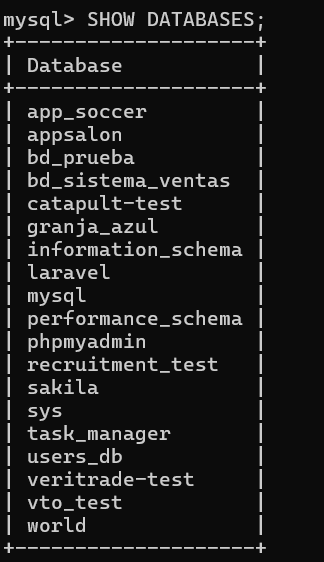 mysql> SHOW DATABASES;
+--------------------+
| Database           |
+--------------------+
| app_soccer         |
| appsalon           |
| bd_prueba          |
| bd_sistema_ventas  |
| catapult-test      |
| granja_azul        |
| information_schema |
| laravel            |
| mysql              |
| performance_schema |
| phpmyadmin         |
| recruitment_test   |
| sakila             |
| sys                |
| task_manager       |
| users_db           |
| veritrade-test     |
| vto_test           |
| world              |
+--------------------+